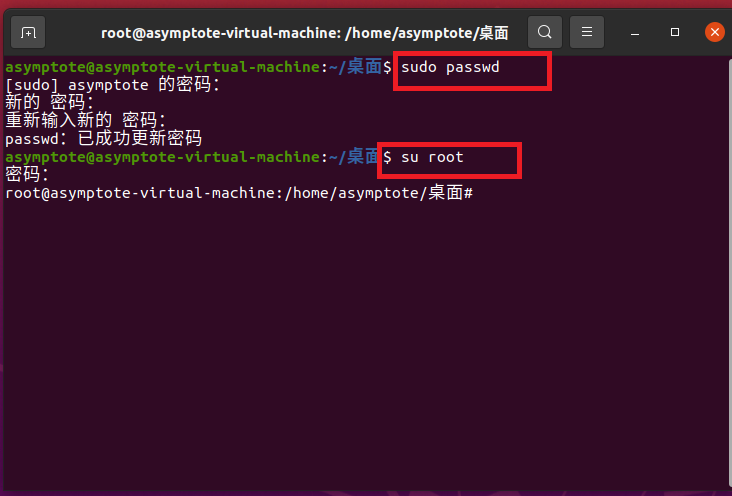 root@asymptote-virtual-machine: /home/asymptote/桌面
asymptote@asymptote-virtual-machine:~/桌面$ sudo passwd
[sudo] asymptote 的密码：
新的 密码：
重新输入新的 密码：
passwd：已成功更新密码
asymptote@asymptote-virtual-machine:~/桌面$ su root
密码：
root@asymptote-virtual-machine:/home/asymptote/桌面#